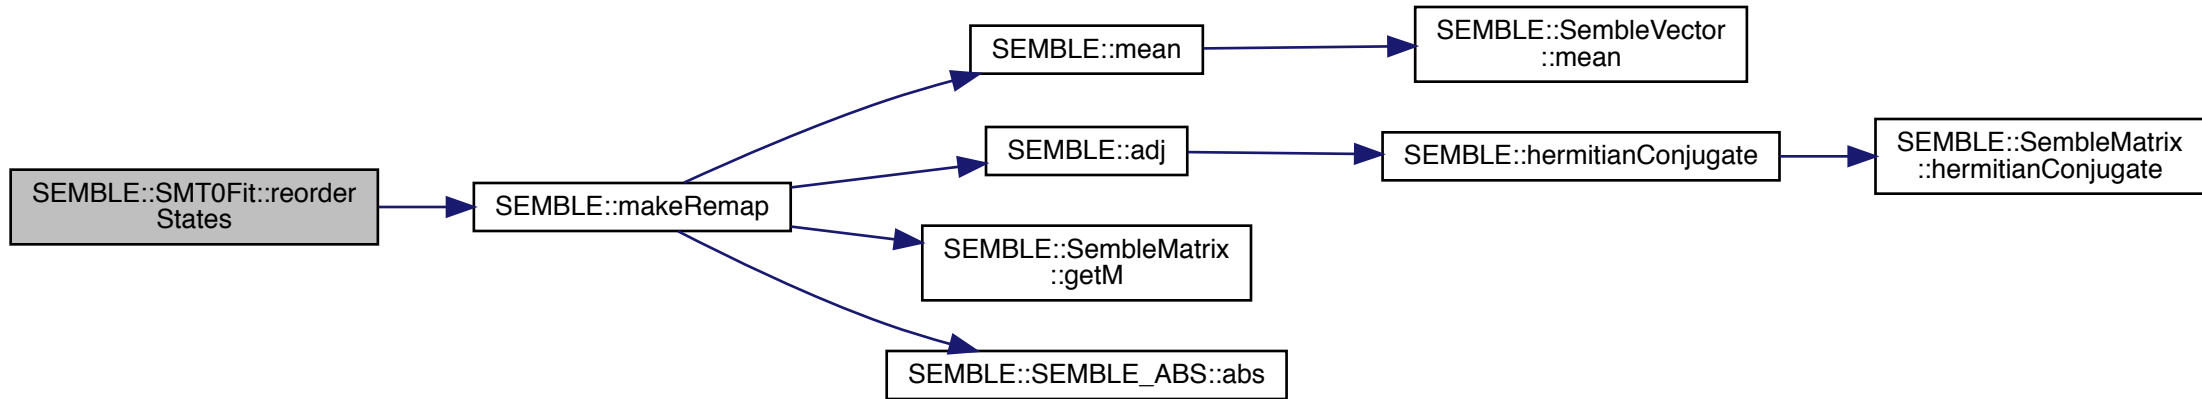 SEMBLE::SMT0Fit::reorder
States
SEMBLE::makeRemap
SEMBLE::mean
SEMBLE::SembleVector
::mean
SEMBLE::adj
SEMBLE::hermitianConjugate
SEMBLE::SembleMatrix
::hermitianConjugate
SEMBLE::SembleMatrix
::getM
SEMBLE::SEMBLE_ABS::abs